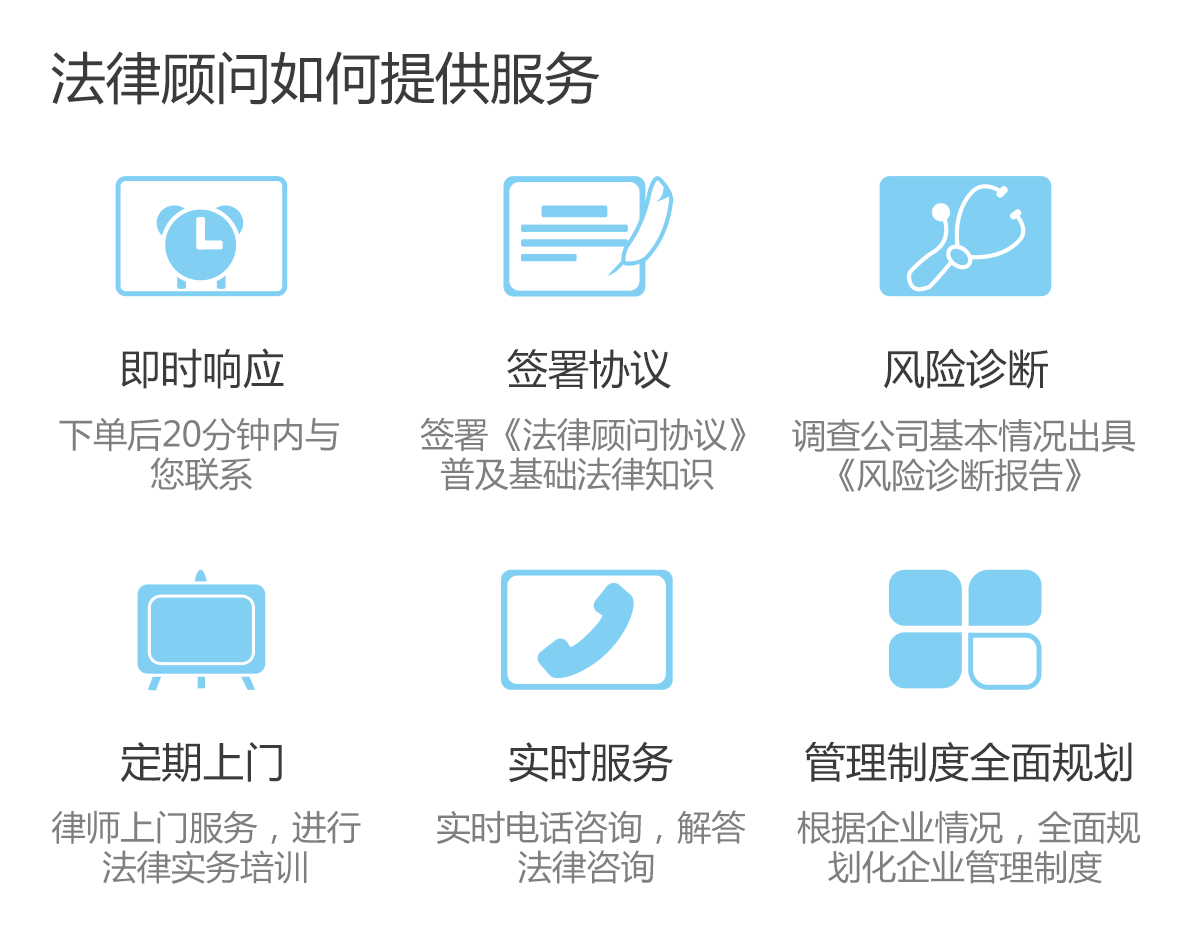 法律顾问如何提供服务
即时响应
下单后20分钟内与
您联系
签署协议
签署《法律顾问协议》
普及基础法律知识
风险诊断
调查公司基本情况出具
《风险诊断报告》
定期上门
律师上门服务，进行
法律实务培训
实时服务
实时电话咨询，解答
法律咨询
管理制度全面规划
根据企业情况，全面规
划化企业管理制度